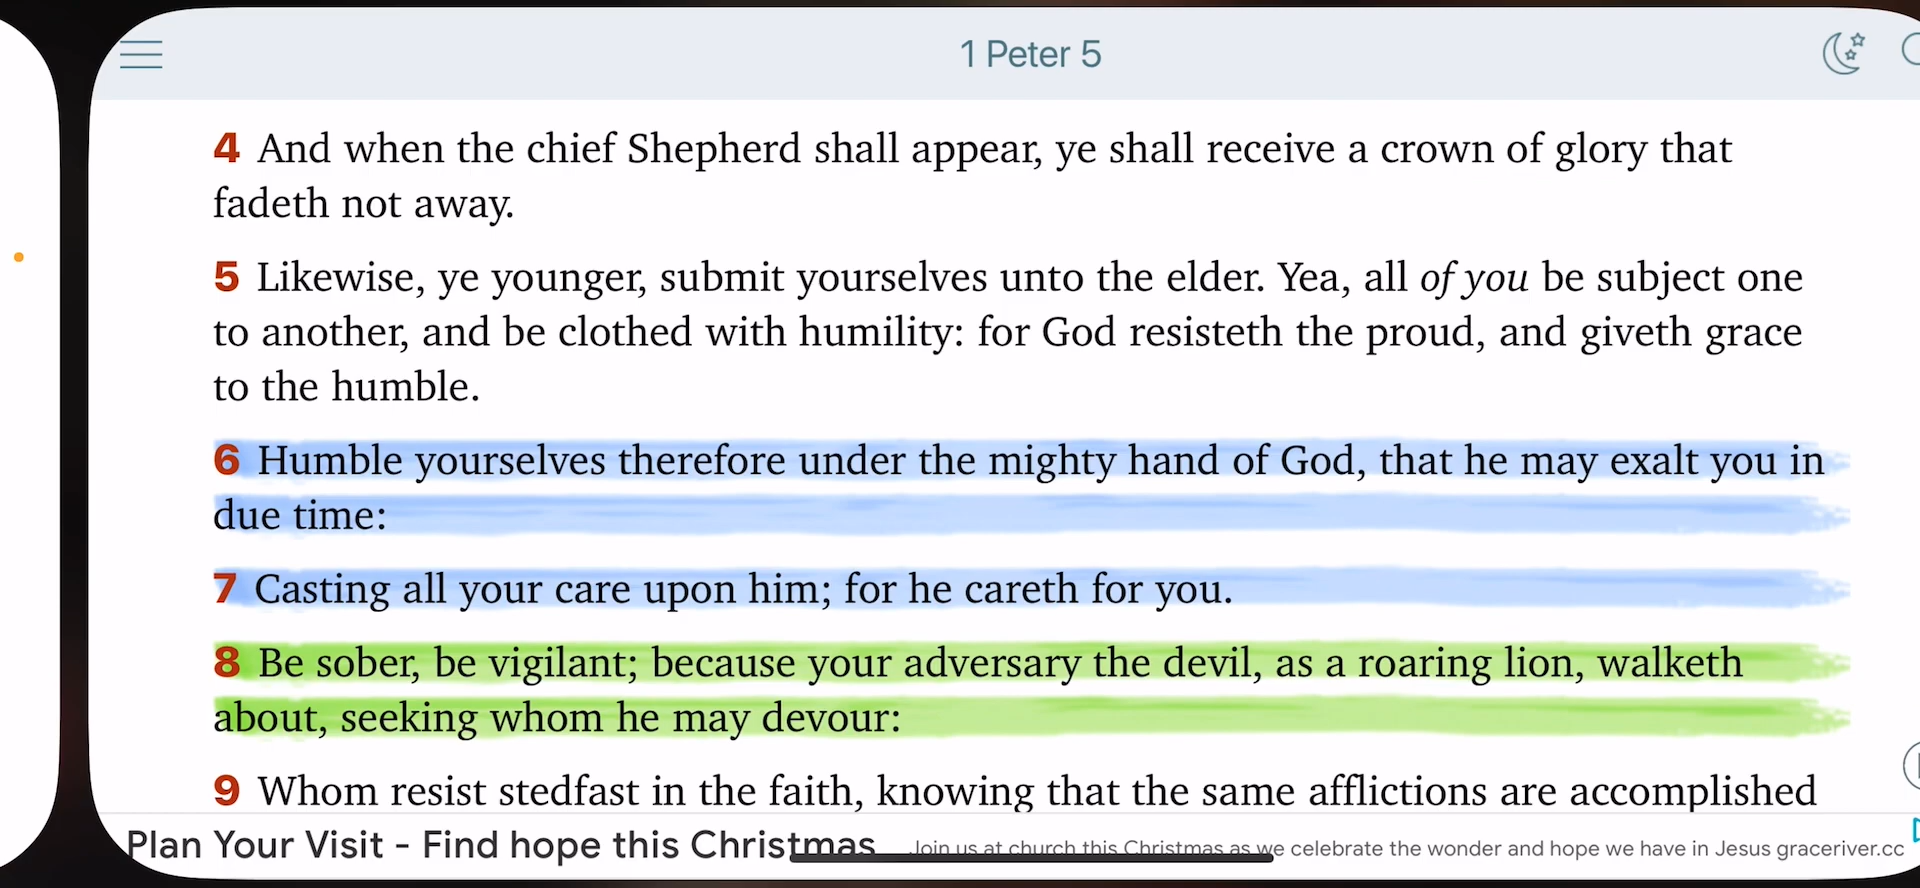 1 Peter 5
4 And when the chief Shepherd shall appear, ye shall receive a crown of glory that
fadeth not away.
5 Likewise, ye younger, submit yourselves unto the elder. Yea, all of you be subject one
to another, and be clothed with humility: for God resisteth the proud, and giveth grace
to the humble.
6 Humble yourselves therefore under the mighty hand of God, that he may exalt you in
due time:
7 Casting all your care upon him; for he careth for you.
8 Be sober, be vigilant; because your adversary the devil, as a roaring lion, walketh
about, seeking whom he may devour:
9 Whom resist stedfast in the faith, knowing that the same afflictions are accomplished
Plan Your Visit - Find hope this Christmas
Join us at church this Christmas as we celebrate the wonder and hope we have in Jesus graceriver.cc